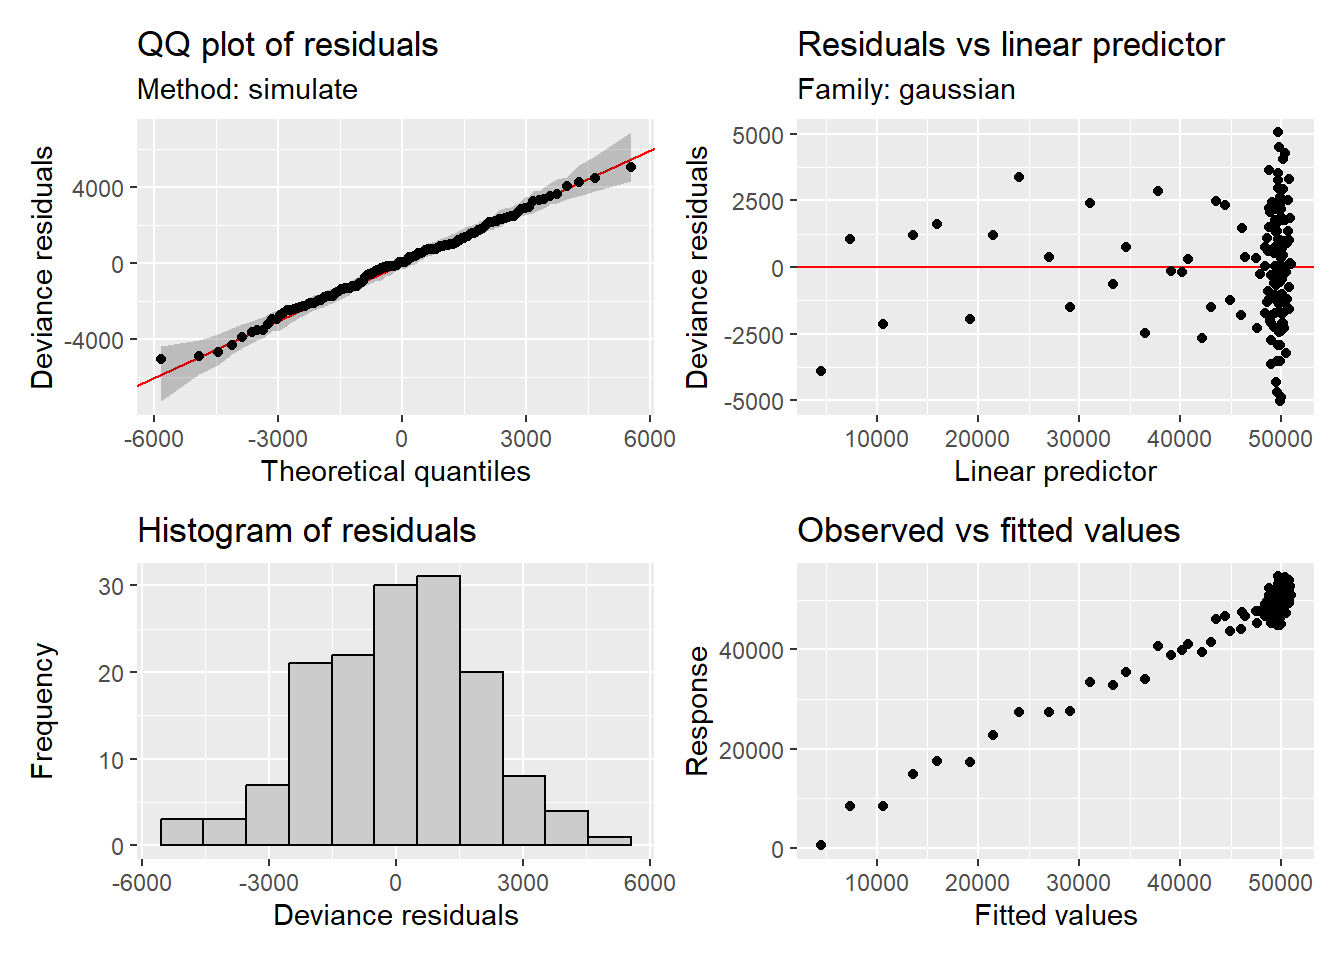 QQ plot of residuals
Method: simulate
Deviance residuals
4000
0
-4000
-6000 -3000 0 3000 6000
Theoretical quantiles
Residuals vs linear predictor
Family: gaussian
Deviance residuals
5000
2500
0
-2500
-5000
10000 20000 30000 40000 50000
Linear predictor
Histogram of residuals
Frequency
30
20
10
0
-6000 -3000 0 3000 6000
Deviance residuals
Observed vs fitted values
Response
40000
20000
0
10000 20000 30000 40000 50000
Fitted values